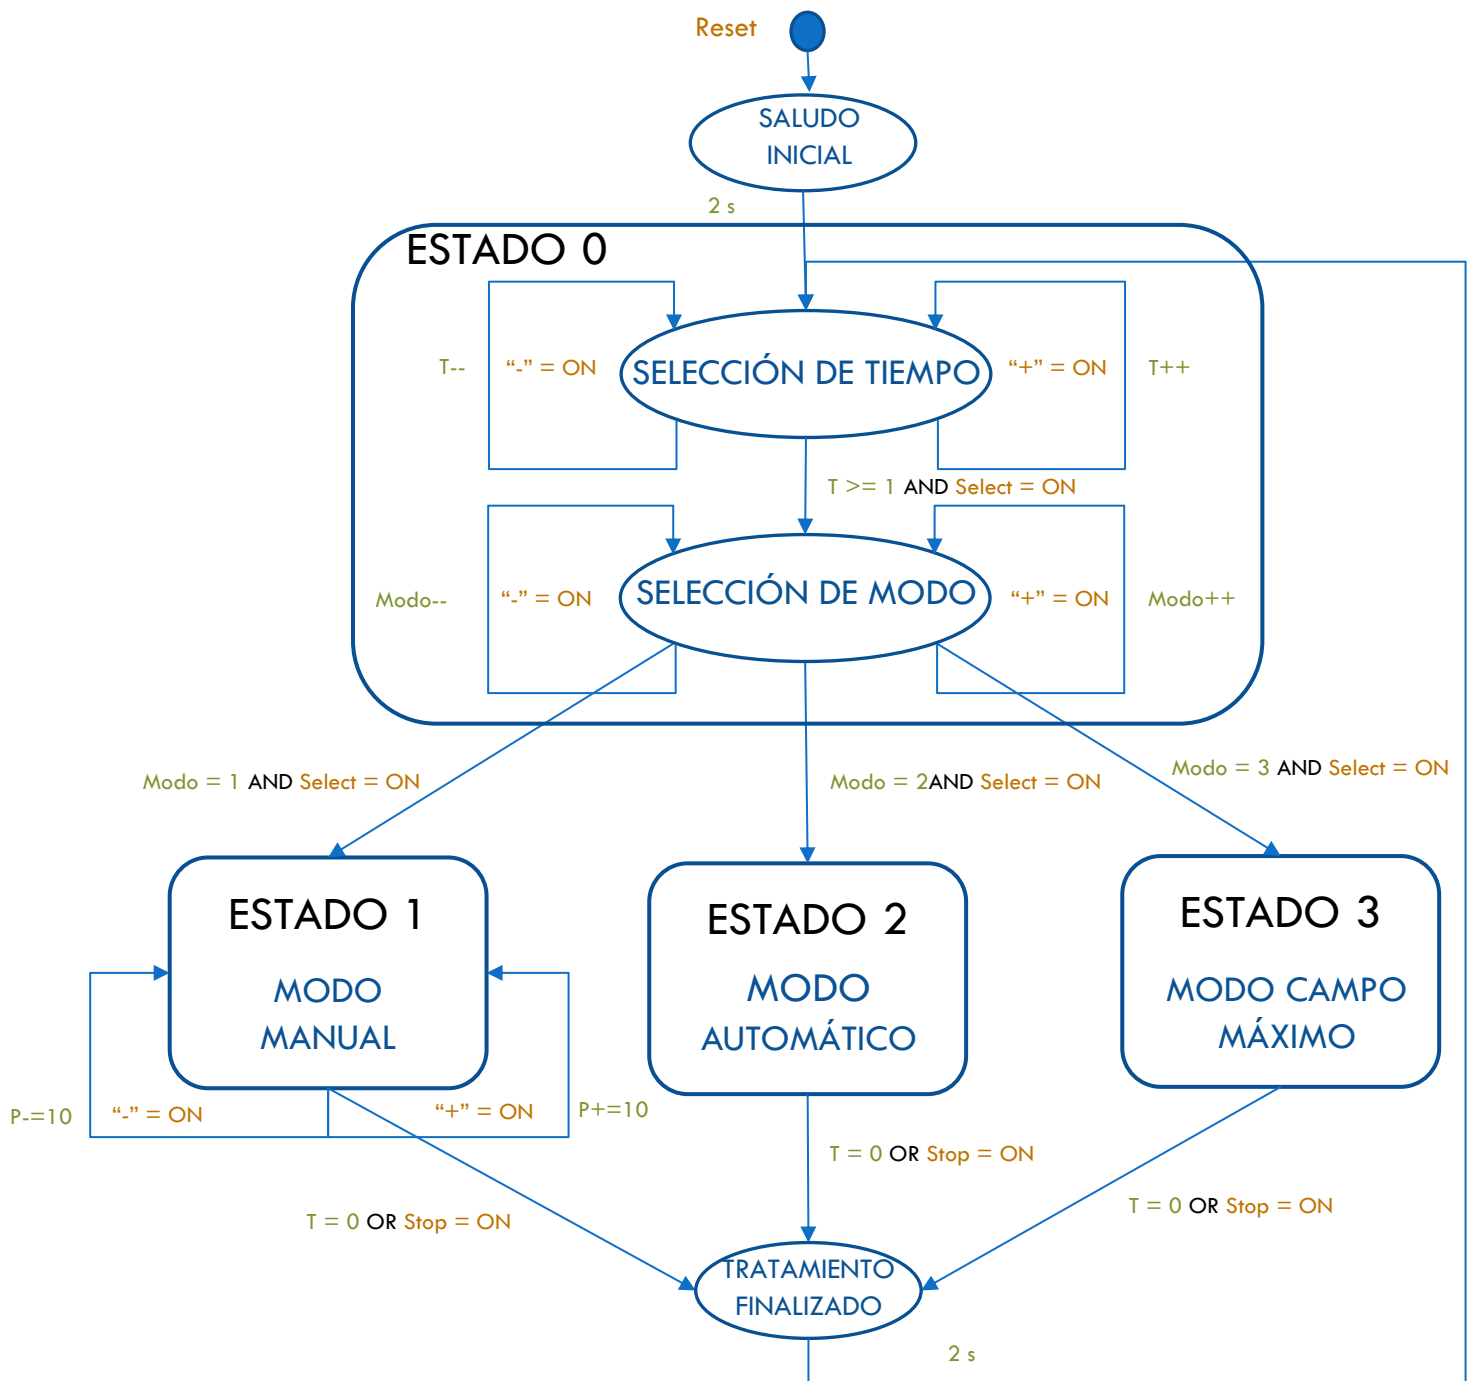 Reset
SALUDO
INICIAL
2 s
ESTADO 0
T-- “-” = ON SELECCIÓN DE TIEMPO “+” = ON T++
T >= 1 AND Select = ON
Modo-- “-” = ON SELECCIÓN DE MODO “+” = ON Modo++
Modo = 1 AND Select = ON
Modo = 2AND Select = ON
Modo = 3 AND Select = ON
ESTADO 1
MODO
MANUAL
P-=10 “-” = ON “+” = ON P+=10
ESTADO 2
MODO
AUTOMÁTICO
ESTADO 3
MODO CAMPO
MÁXIMO
T = 0 OR Stop = ON
T = 0 OR Stop = ON
T = 0 OR Stop = ON
TRATAMIENTO
FINALIZADO
2 s